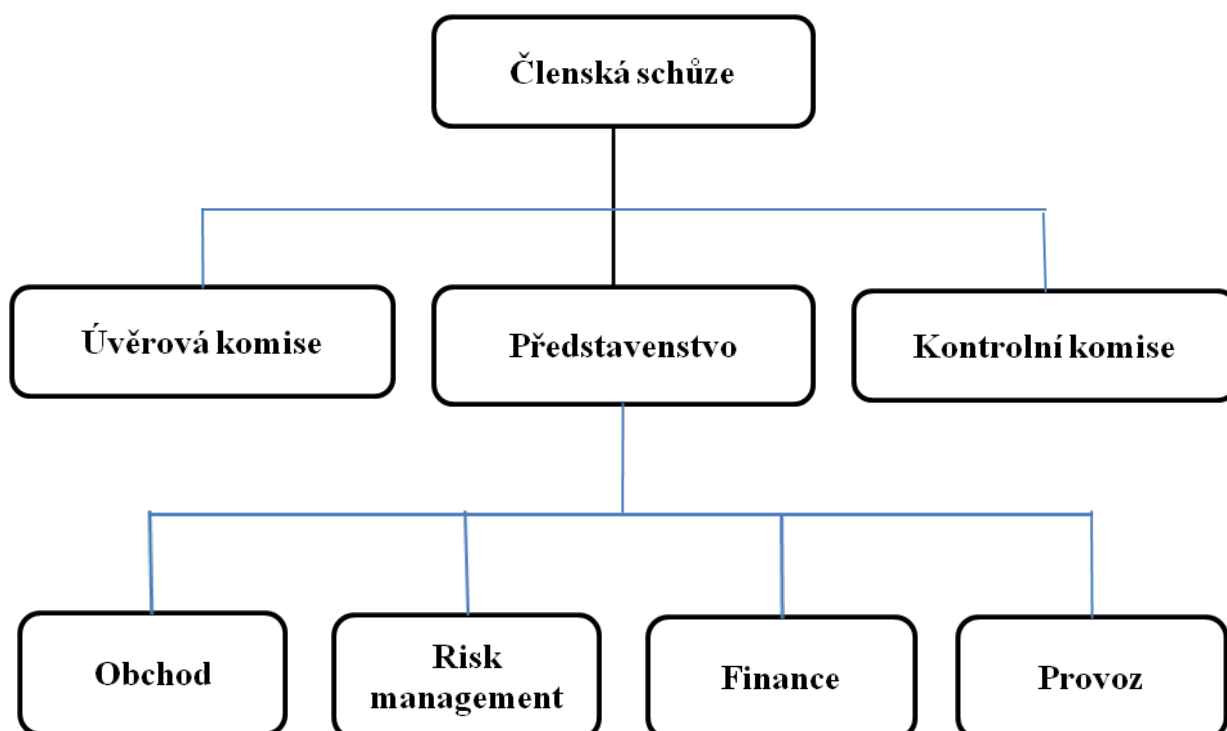 Členská schůze
Úvěrová komise
Představenstvo
Kontrolní komise
Obchod
Risk
management
Finance
Provoz